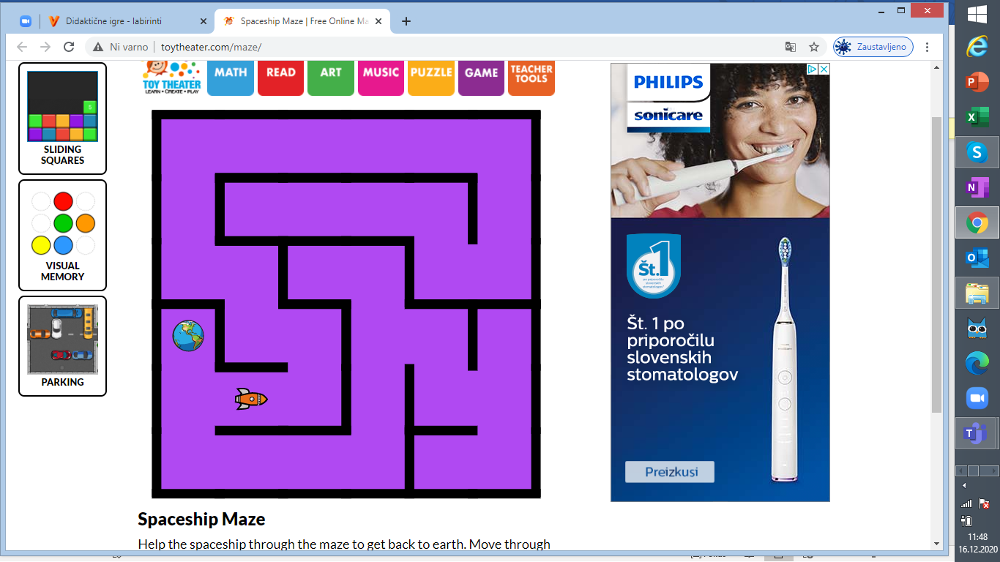 Didaktične igre - labirinti
Spaceship Maze | Free Online Ma
Ni varno
toytheater.com/maze/
Zaustavljeno
TOY THEATER
LEARN • CREATE • PLAY
MATH
READ
ART
MUSIC
PUZZLE
GAME
TEACHER
TOOLS
5
SLIDING
SQUARES
VISUAL
MEMORY
PARKING
PHILIPS
sonicare
Št.1
po priporočilu
slovenskih
stomatologov*
Št. 1 po
priporočilu
slovenskih
stomatologov
Preizkusi
Spaceship Maze
Help the spaceship through the maze to get back to earth. Move through
11:48
16.12.2020